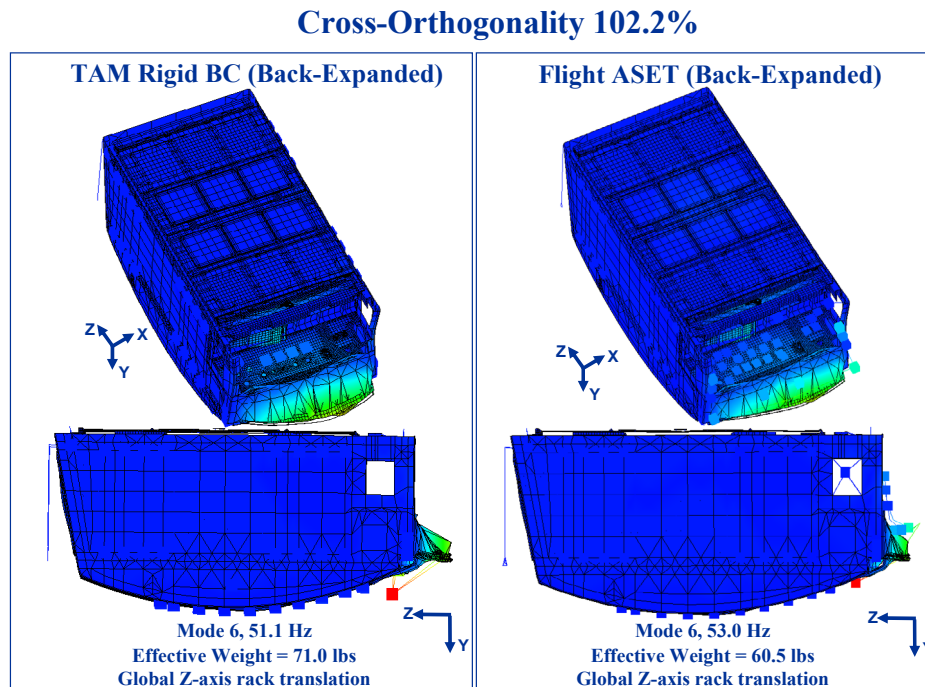 Cross-Orthogonality 102.2%
TAM Rigid BC (Back-Expanded)
Z
X
Y
Z
Y
Mode 6, 51.1 Hz
Effective Weight = 71.0 lbs
Global Z-axis rack translation
Flight ASET (Back-Expanded)
Z
X
Y
Z
Y
Mode 6, 53.0 Hz
Effective Weight = 60.5 lbs
Global Z-axis rack translation